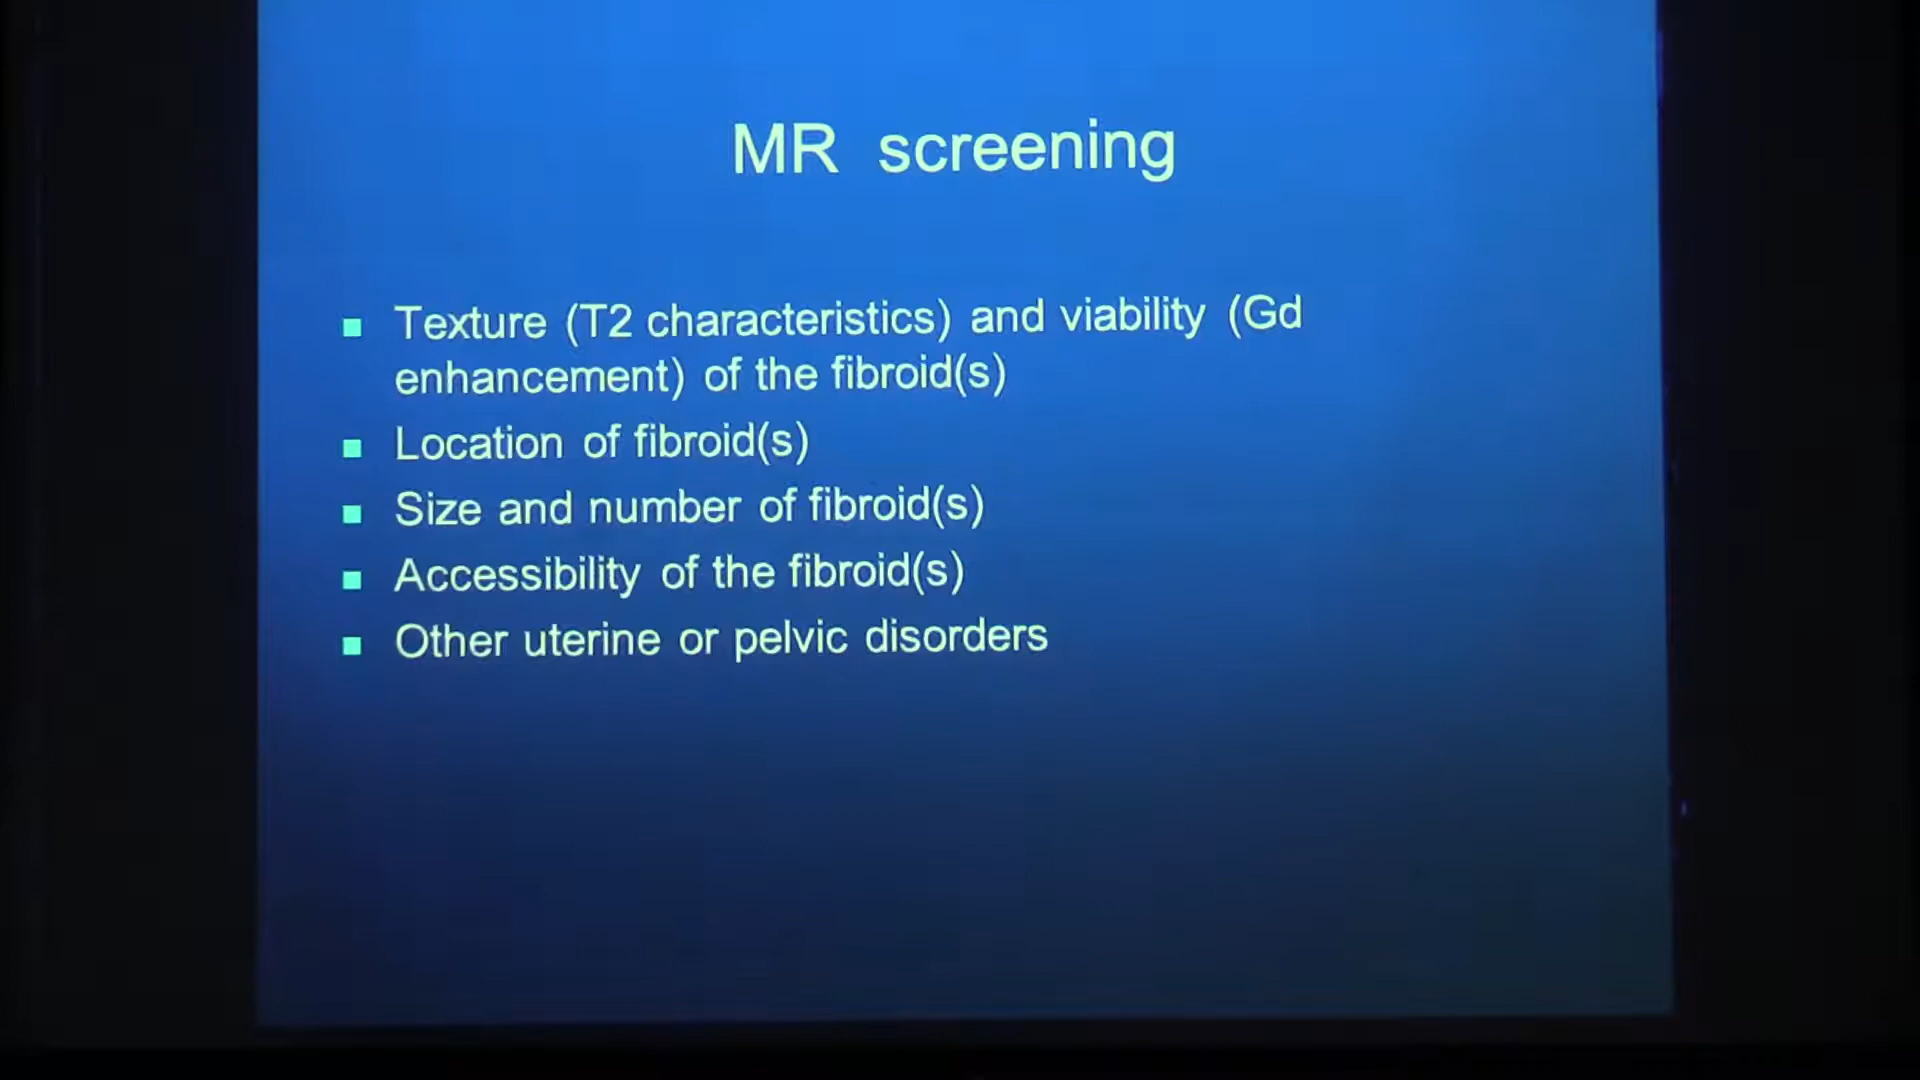 MR screening
Texture (T2 characteristics) and viability (Gd
enhancement) of the fibroid(s)
Location of fibroid(s)
Size and number of fibroid(s)
Accessibility of the fibroid(s)
Other uterine or pelvic disorders